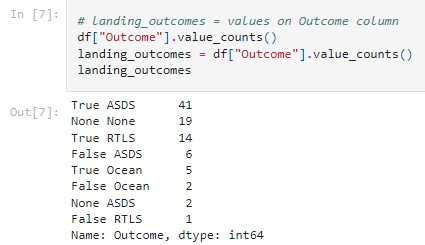 In [7]:
# landing_outcomes = values on Outcome column
df["Outcome"].value_counts()
landing_outcomes = df["Outcome"].value_counts()
landing_outcomes
Out[7]:
True ASDS 41
None None 19
True RTLS 14
False ASDS 6
True Ocean 5
False Ocean 2
None ASDS 2
False RTLS 1
Name: Outcome, dtype: int64